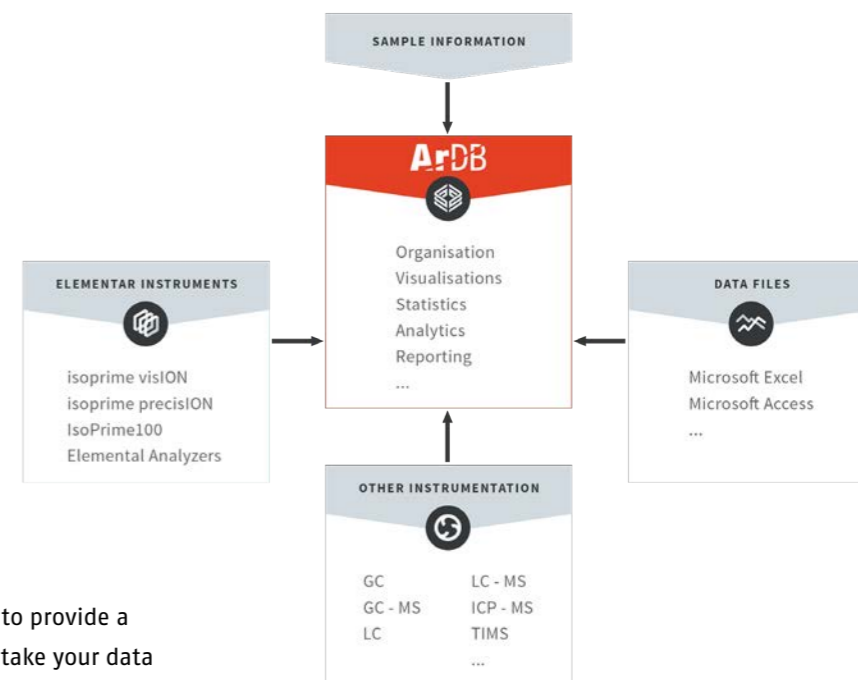 SAMPLE INFORMATION
ArDB
Organisation
Visualisations
Statistics
Analytics
Reporting
...
ELEMENTAR INSTRUMENTS
isoprime visION
isoprime precisION
IsoPrime100
Elemental Analyzers
DATA FILES
Microsoft Excel
Microsoft Access
...
OTHER INSTRUMENTATION
GC
GC - MS
LC
LC - MS
ICP - MS
TIMS
...
to provide a
take your data